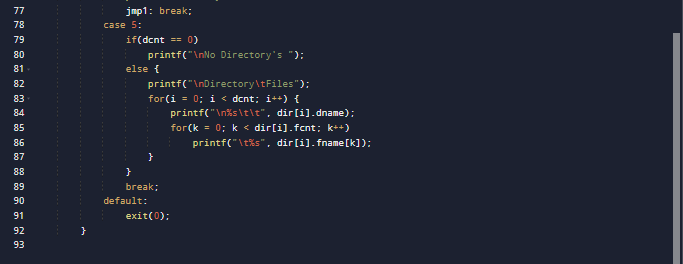 77 jmp1: break;
78 case 5:
79 if(dcnt == 0)
80 printf("\nNo Directory's ");
81 else {
82 printf("\nDirectory\tFiles");
83 for(i = 0; i < dcnt; i++) {
84 printf("\n%s\t\t", dir[i].dname);
85 for(k = 0; k < dir[i].fcnt; k++)
86 printf("\t%s", dir[i].fname[k]);
87 }
88 }
89 break;
90 default:
91 exit(0);
92 }
93